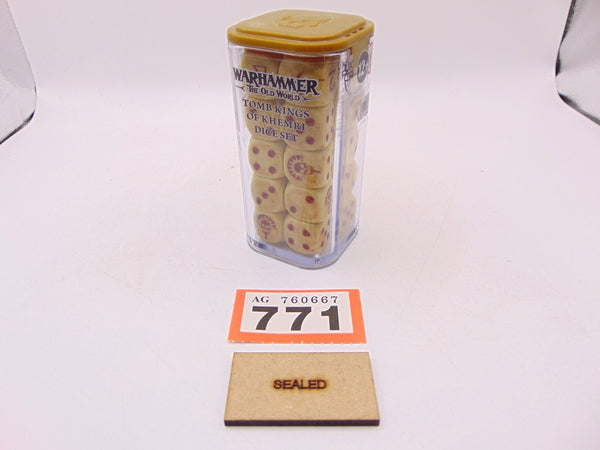 WARHAMMER
THE OLD WORLD
TOMB KINGS
OF KHEMRI
DICE SET
AG 760667
771
SEALED